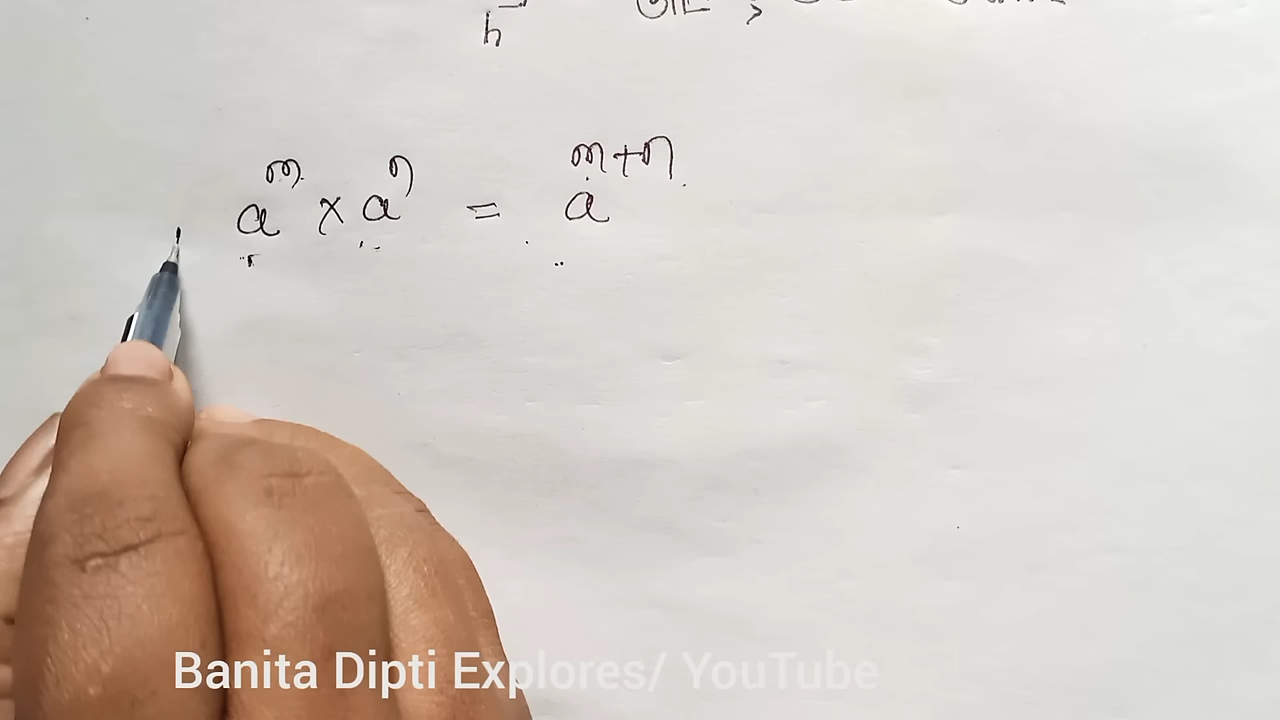 h
a^m × a^n = a^m+n
Banita Dipti Explores/ YouTube